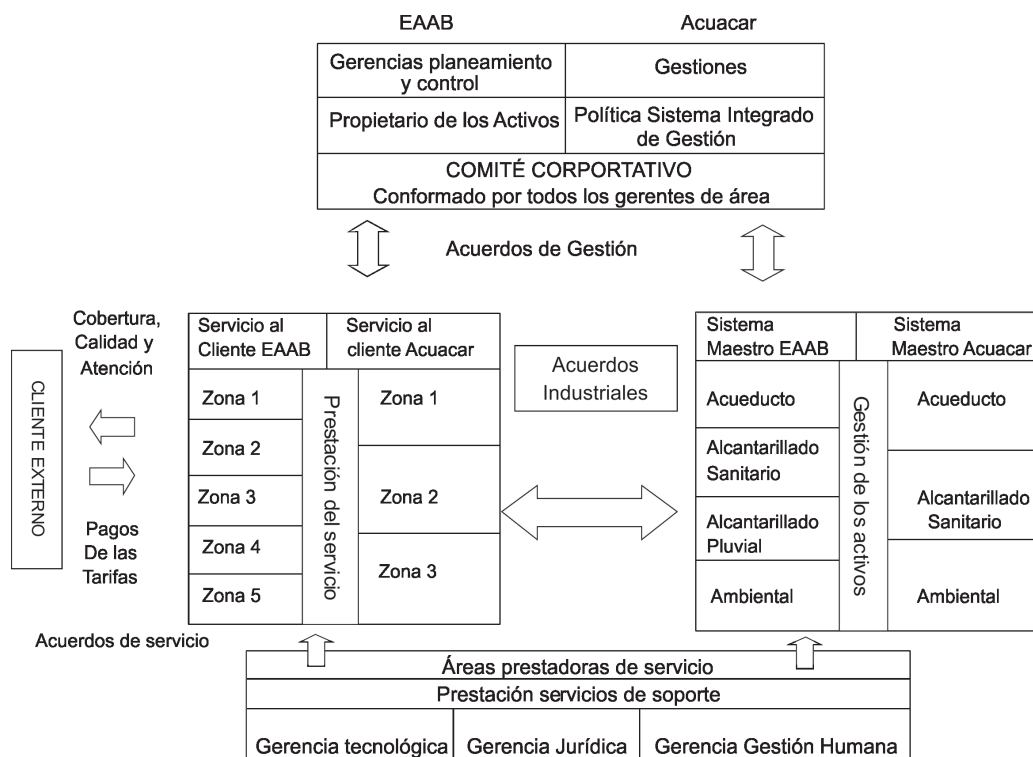 EAAB
Acuacar
Gerencias planeamiento
y control
Gestiones
Propietario de los Activos
Política Sistema Integrado
de Gestión
COMITÉ CORPORTATIVO
Conformado por todos los gerentes de área
Acuerdos de Gestión
Cobertura,
Calidad y
Atención
CLIENTE EXTERNO
Pagos
De las
Tarifas
Servicio al
Cliente EAAB
Servicio al
cliente Acuacar
Zona 1
Zona 2
Zona 3
Zona 4
Zona 5
Prestación del servicio
Zona 1
Zona 2
Zona 3
Acuerdos
Industriales
Sistema
Maestro EAAB
Sistema
Maestro Acuacar
Acueducto
Alcantarillado
Sanitario
Alcantarillado
Pluvial
Ambiental
Gestión de los activos
Acueducto
Alcantarillado
Sanitario
Ambiental
Acuerdos de servicio
Áreas prestadoras de servicio
Prestación servicios de soporte
Gerencia tecnológica
Gerencia Jurídica
Gerencia Gestión Humana